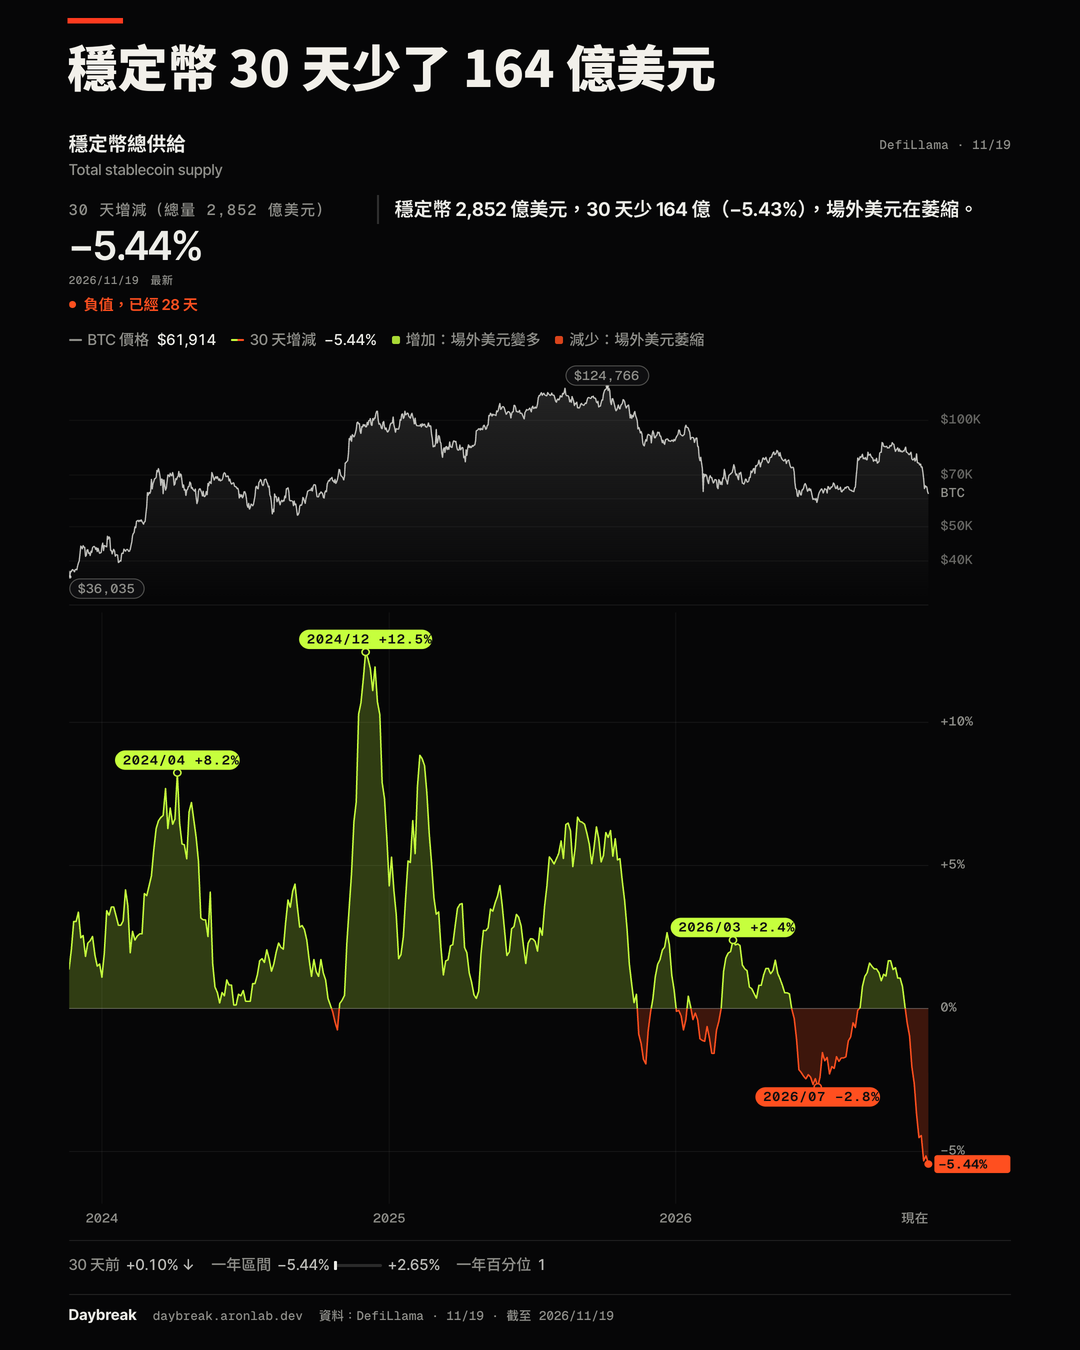 穩定幣 30 天少了 164 億美元
穩定幣總供給
DefiLlama · 11/19
Total stablecoin supply
30 天增減 (總量 2,852 億美元)
穩定幣 2,852 億美元，30 天少 164 億（−5.43%），場外美元在萎縮。
−5.44%
2026/11/19 最新
負值，已經 28 天
BTC 價格 $61,914 30 天增減 −5.44% 增加：場外美元變多 減少：場外美元萎縮
$124,766
$100K
$70K
BTC
$50K
$40K
$36,035
2024/12 +12.5%
+10%
2024/04 +8.2%
+5%
2026/03 +2.4%
0%
2026/07 −2.8%
−5%
−5.44%
2024 2025 2026 現在
30 天前 +0.10% ↓ 一年區間 −5.44% +2.65% 一年百分位 1
Daybreak daybreak.aronlab.dev 資料：DefiLlama · 11/19 · 截至 2026/11/19